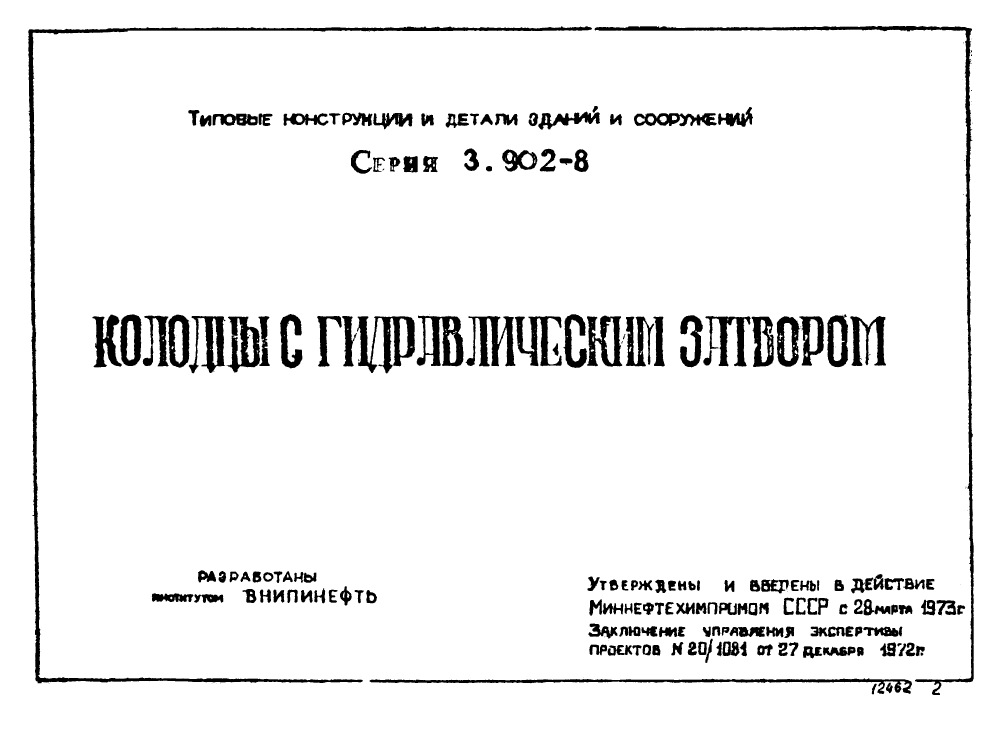 Типовые конструкции и детали зданий и сооружений
Серия 3.902-8
КОЛОДЦЫ С ГИДРАВЛИЧЕСКИМ ЗАТВОРОМ
РАЗРАБОТАНЫ
институтом ВНИПИНЕФТЬ
Утверждены и введены в действие
Миннефтехимпромом СССР с 28 марта 1973г
Заключение управления экспертизы
проектов N 20/1081 от 27 декабря 1972г.
12462 2